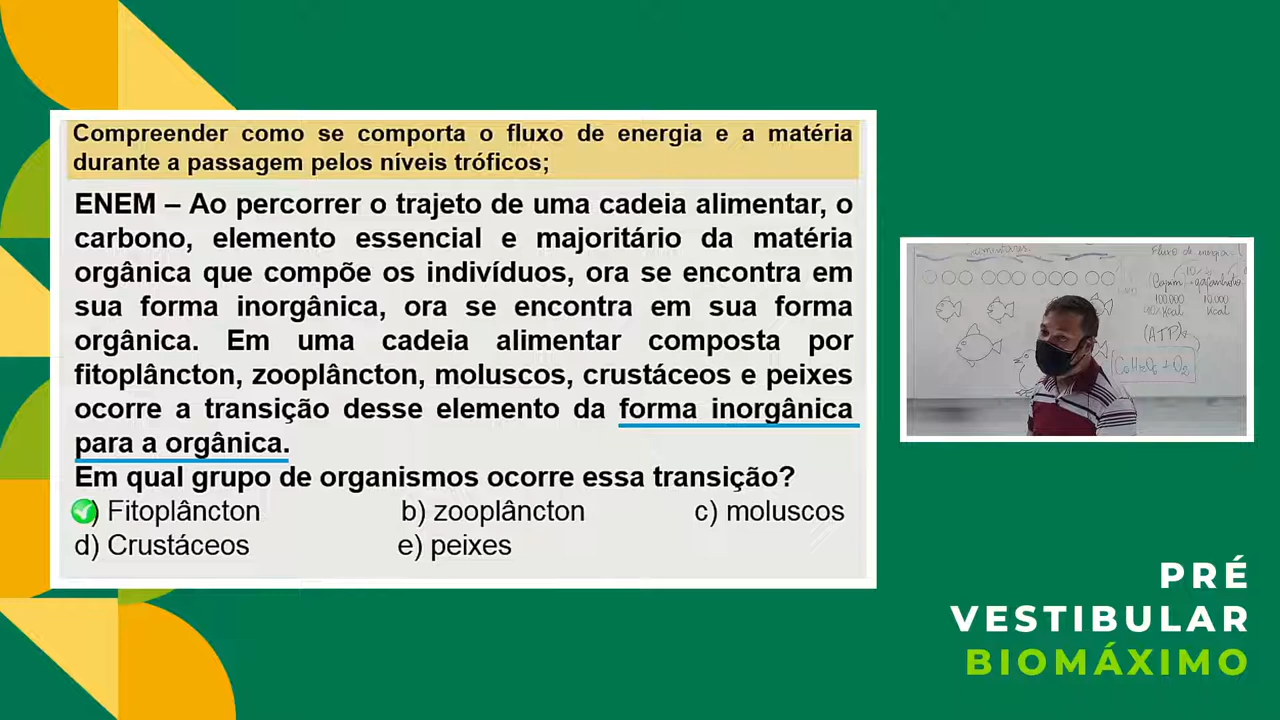 Compreender como se comporta o fluxo de energia e a matéria
durante a passagem pelos níveis tróficos;
ENEM – Ao percorrer o trajeto de uma cadeia alimentar, o
carbono, elemento essencial e majoritário da matéria
orgânica que compõe os indivíduos, ora se encontra em
sua forma inorgânica, ora se encontra em sua forma
orgânica. Em uma cadeia alimentar composta por
fitoplâncton, zooplâncton, moluscos, crustáceos e peixes
ocorre a transição desse elemento da forma inorgânica
para a orgânica.
Em qual grupo de organismos ocorre essa transição?
) Fitoplâncton b) zooplâncton c) moluscos
d) Crustáceos e) peixes
Fluxo de energia
Capim gafanhoto
100.000 10.000
Kcal Kcal
(ATP)
PRÉ
VESTIBULAR
BIOMÁXIMO